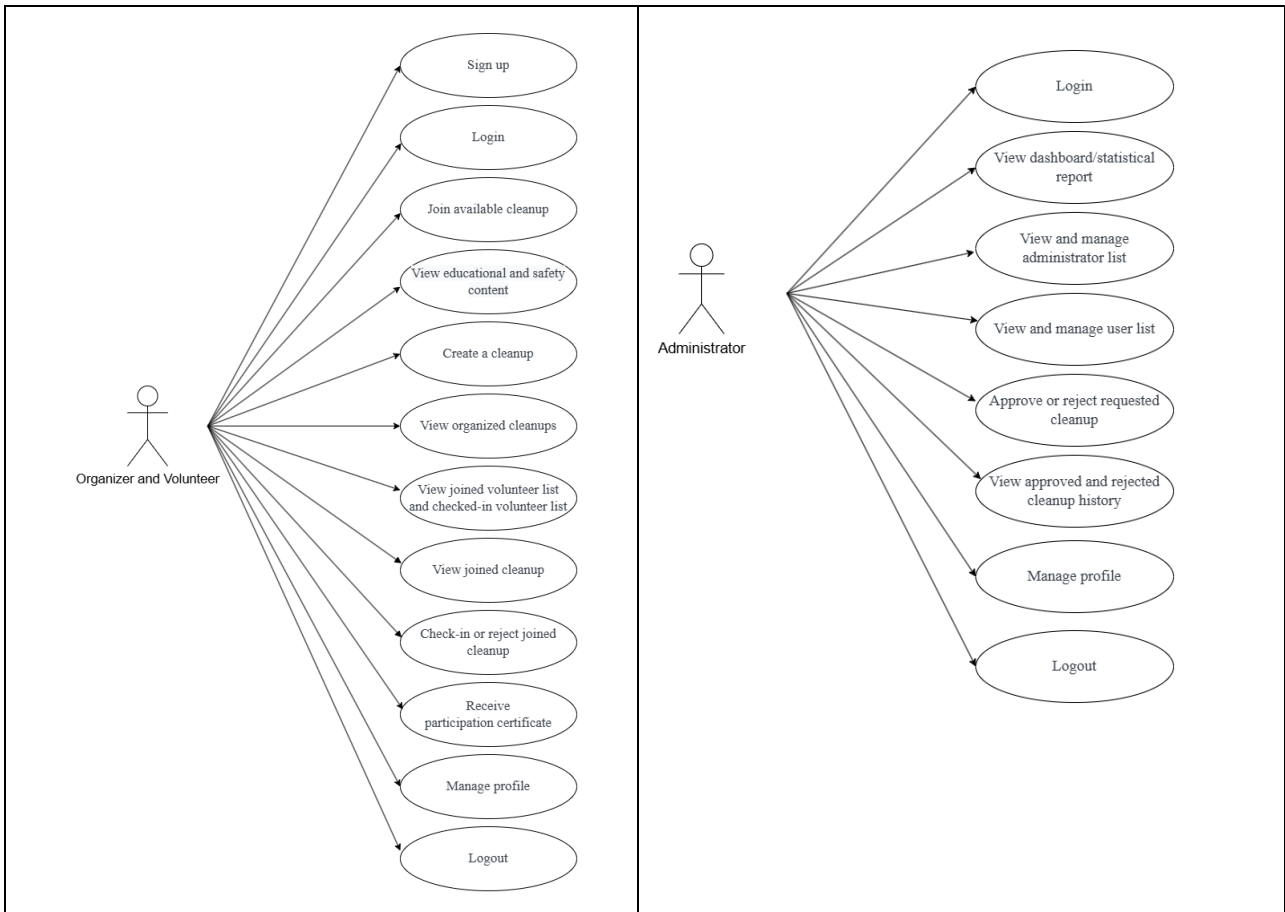 Sign up
Login
Join available cleanup
View educational and safety
content
Create a cleanup
View organized cleanups
View joined volunteer list
and checked-in volunteer list
View joined cleanup
Check-in or reject joined
cleanup
Receive
participation certificate
Manage profile
Logout
Organizer and Volunteer
Login
View dashboard/statistical
report
View and manage
administrator list
View and manage user list
Approve or reject requested
cleanup
View approved and rejected
cleanup history
Manage profile
Logout
Administrator